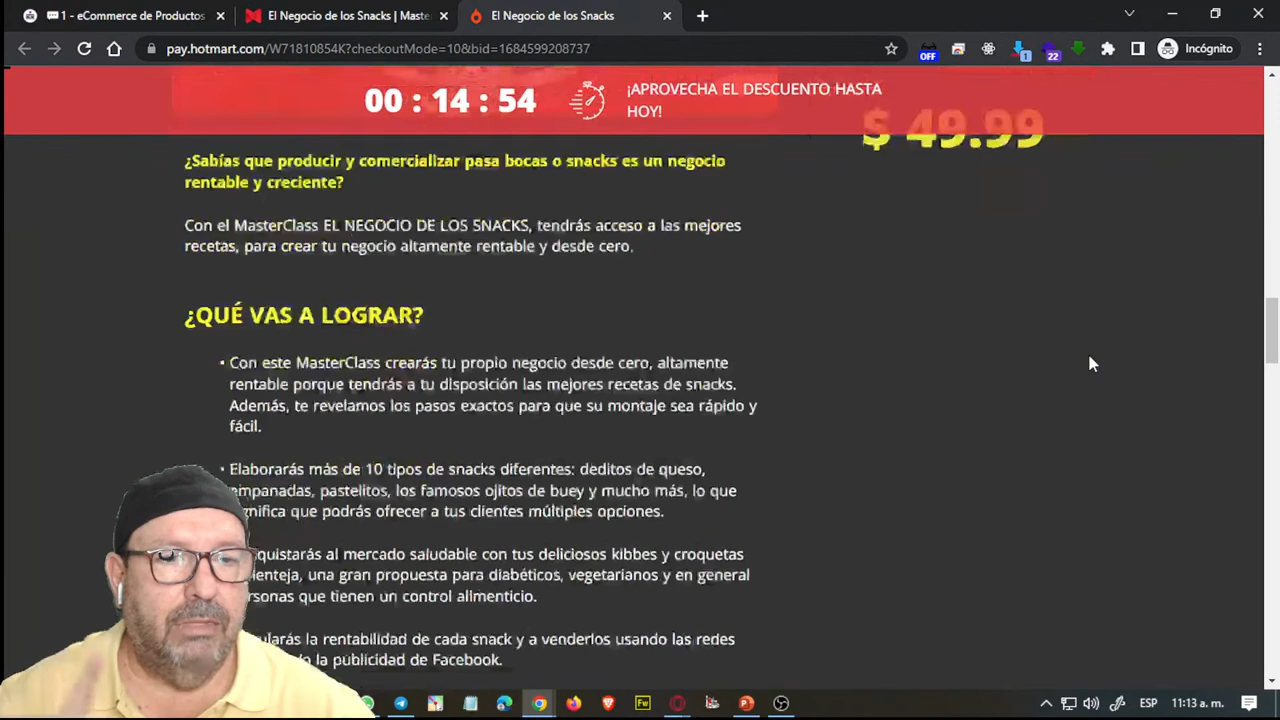 1 - eCommerce de Productos
El Negocio de los Snacks | Maste
El Negocio de los Snacks
pay.hotmart.com/W71810854K?checkoutMode=10&bid=1684599208737
OFF
1
22
Incógnito
00 : 14 : 54
¡APROVECHA EL DESCUENTO HASTA
HOY!
$ 49.99
¿Sabías que producir y comercializar pasa bocas o snacks es un negocio
rentable y creciente?
Con el MasterClass EL NEGOCIO DE LOS SNACKS, tendrás acceso a las mejores
recetas, para crear tu negocio altamente rentable y desde cero.
¿QUÉ VAS A LOGRAR?
• Con este MasterClass crearás tu propio negocio desde cero, altamente
rentable porque tendrás a tu disposición las mejores recetas de snacks.
Además, te revelamos los pasos exactos para que su montaje sea rápido y
fácil.
• Elaborarás más de 10 tipos de snacks diferentes: deditos de queso,
empanadas, pastelitos, los famosos ojitos de buey y mucho más, lo que
gnifica que podrás ofrecer a tus clientes múltiples opciones.
quistarás al mercado saludable con tus deliciosos kibbes y croquetas
enteja, una gran propuesta para diabéticos, vegetarianos y en general
rsonas que tienen un control alimenticio.
ularás la rentabilidad de cada snack y a venderlos usando las redes
o la publicidad de Facebook.
Fw
ESP
11:13 a. m.